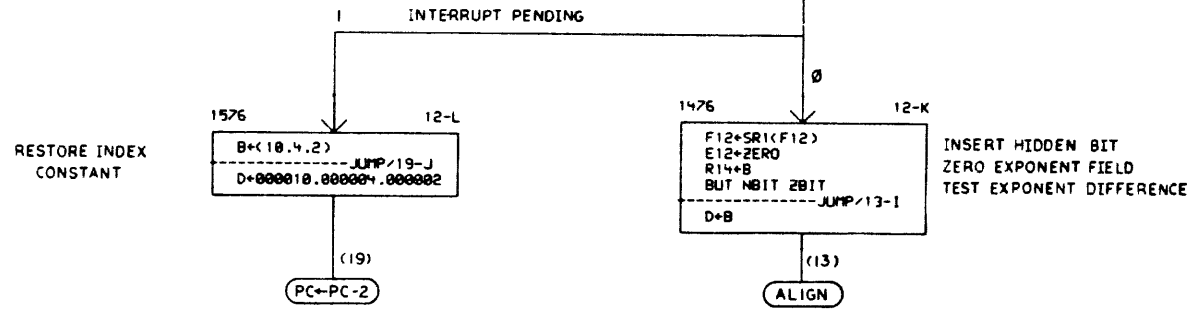 1 INTERRUPT PENDING
Ø
1576 12-L
RESTORE INDEX
CONSTANT
B←(10.4.2)
JUMP/19-J
D←000010.000004.000002
(19)
PC←PC-2
1476 12-K
F12←SR1(F12)
E12←ZERO
R14←B
BUT NBIT ZBIT
JUMP/13-I
D←B
INSERT HIDDEN BIT
ZERO EXPONENT FIELD
TEST EXPONENT DIFFERENCE
(13)
ALIGN